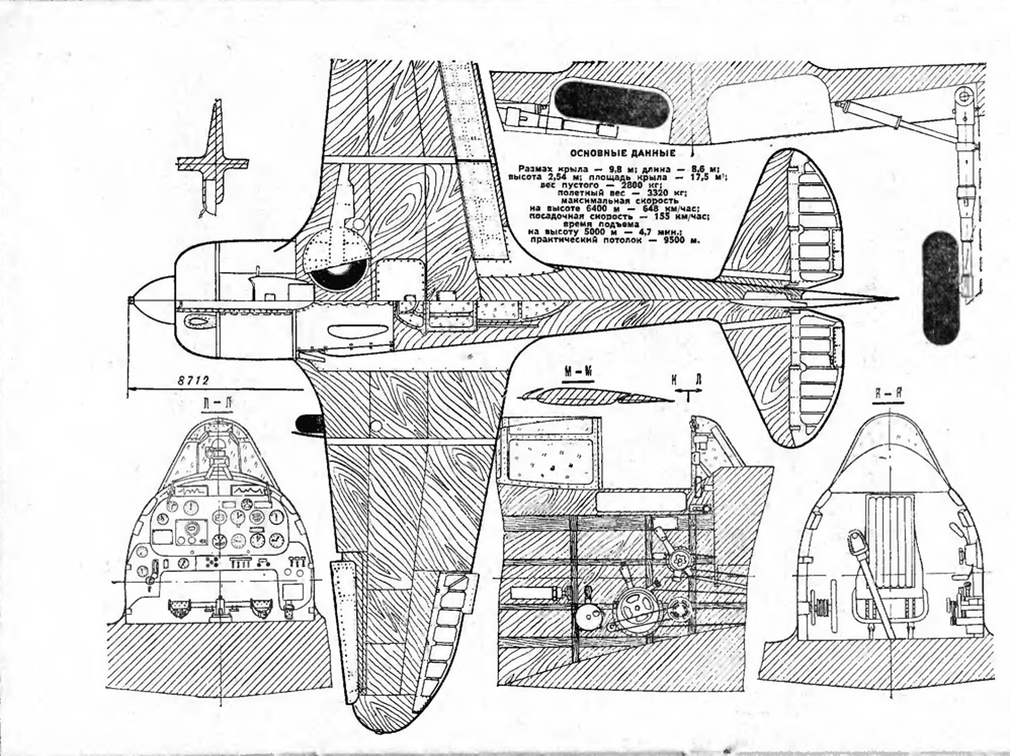 ОСНОВНЫЕ ДАННЫЕ
Размах крыла — 9,8 м; длина — 8,6 м;
высота 2,54 м; площадь крыла — 17,5 м²;
вес пустого — 2800 кг;
полетный вес — 3320 кг;
максимальная скорость
на высоте 6400 м — 648 км/час;
посадочная скорость — 155 км/час;
время подъема
на высоту 5000 м — 4,7 мин.;
практический потолок — 9500 м.
8712
М – М
К Л
Л – Л
К – К